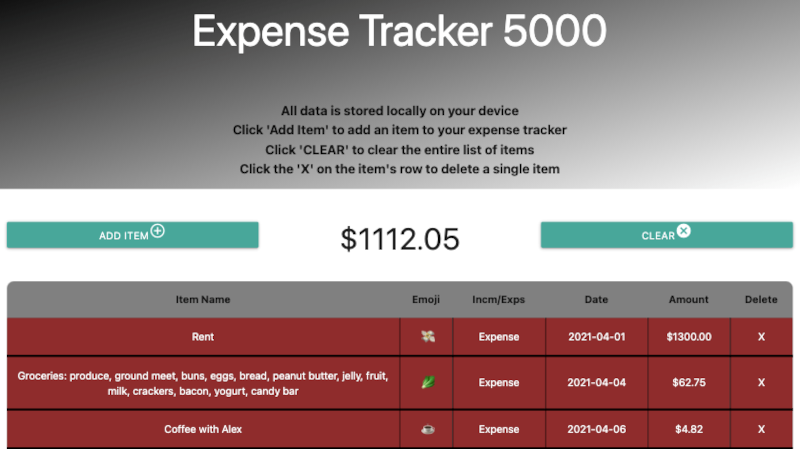 Expense Tracker 5000
All data is stored locally on your device
Click 'Add Item' to add an item to your expense tracker
Click 'CLEAR' to clear the entire list of items
Click the 'X' on the item's row to delete a single item
ADD ITEM
$1112.05
CLEAR
Item Name Emoji Incm/Exps Date Amount Delete
Rent Expense 2021-04-01 $1300.00 X
Groceries: produce, ground meet, buns, eggs, bread, peanut butter, jelly, fruit,
milk, crackers, bacon, yogurt, candy bar
Expense 2021-04-04 $62.75 X
Coffee with Alex Expense 2021-04-06 $4.82 X